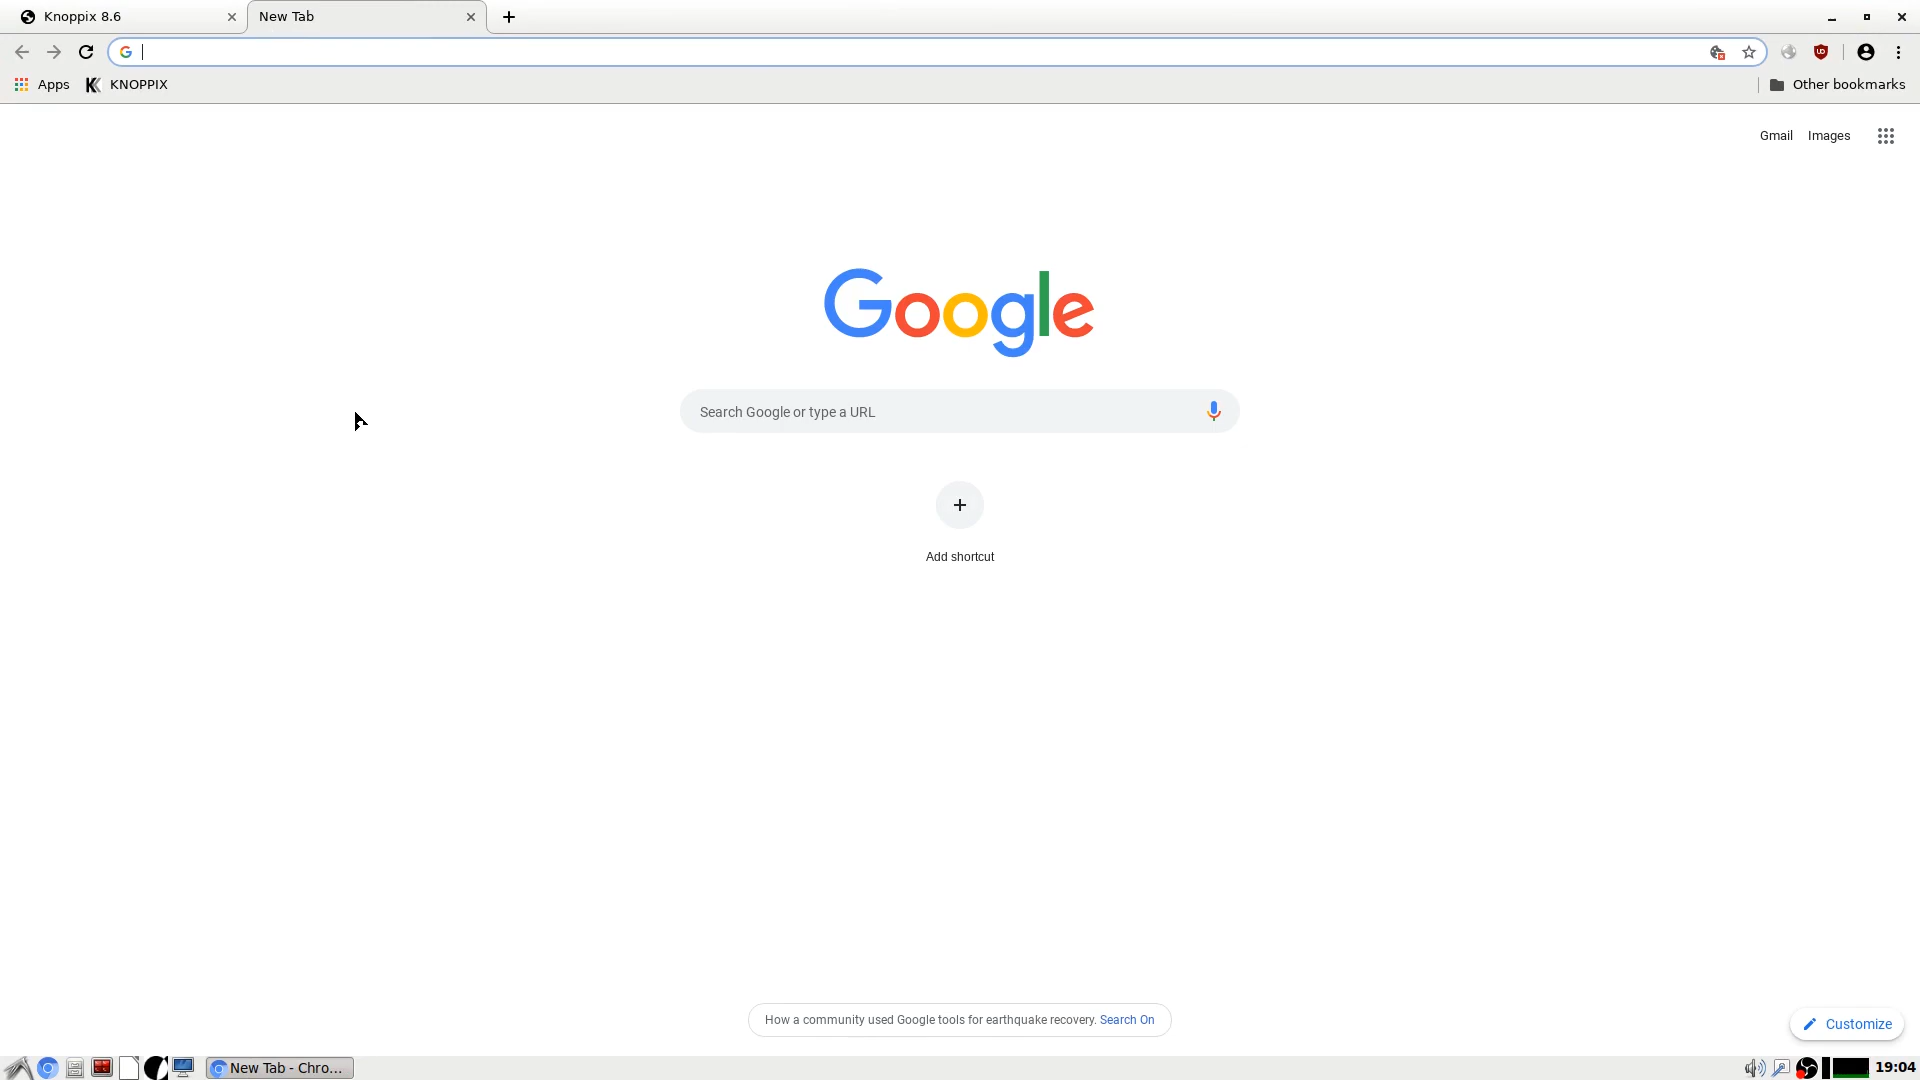 Knoppix 8.6
New Tab
Apps
KNOPPIX
Other bookmarks
Gmail
Images
Google
Search Google or type a URL
Add shortcut
How a community used Google tools for earthquake recovery. Search On
Customize
New Tab - Chro...
19:04